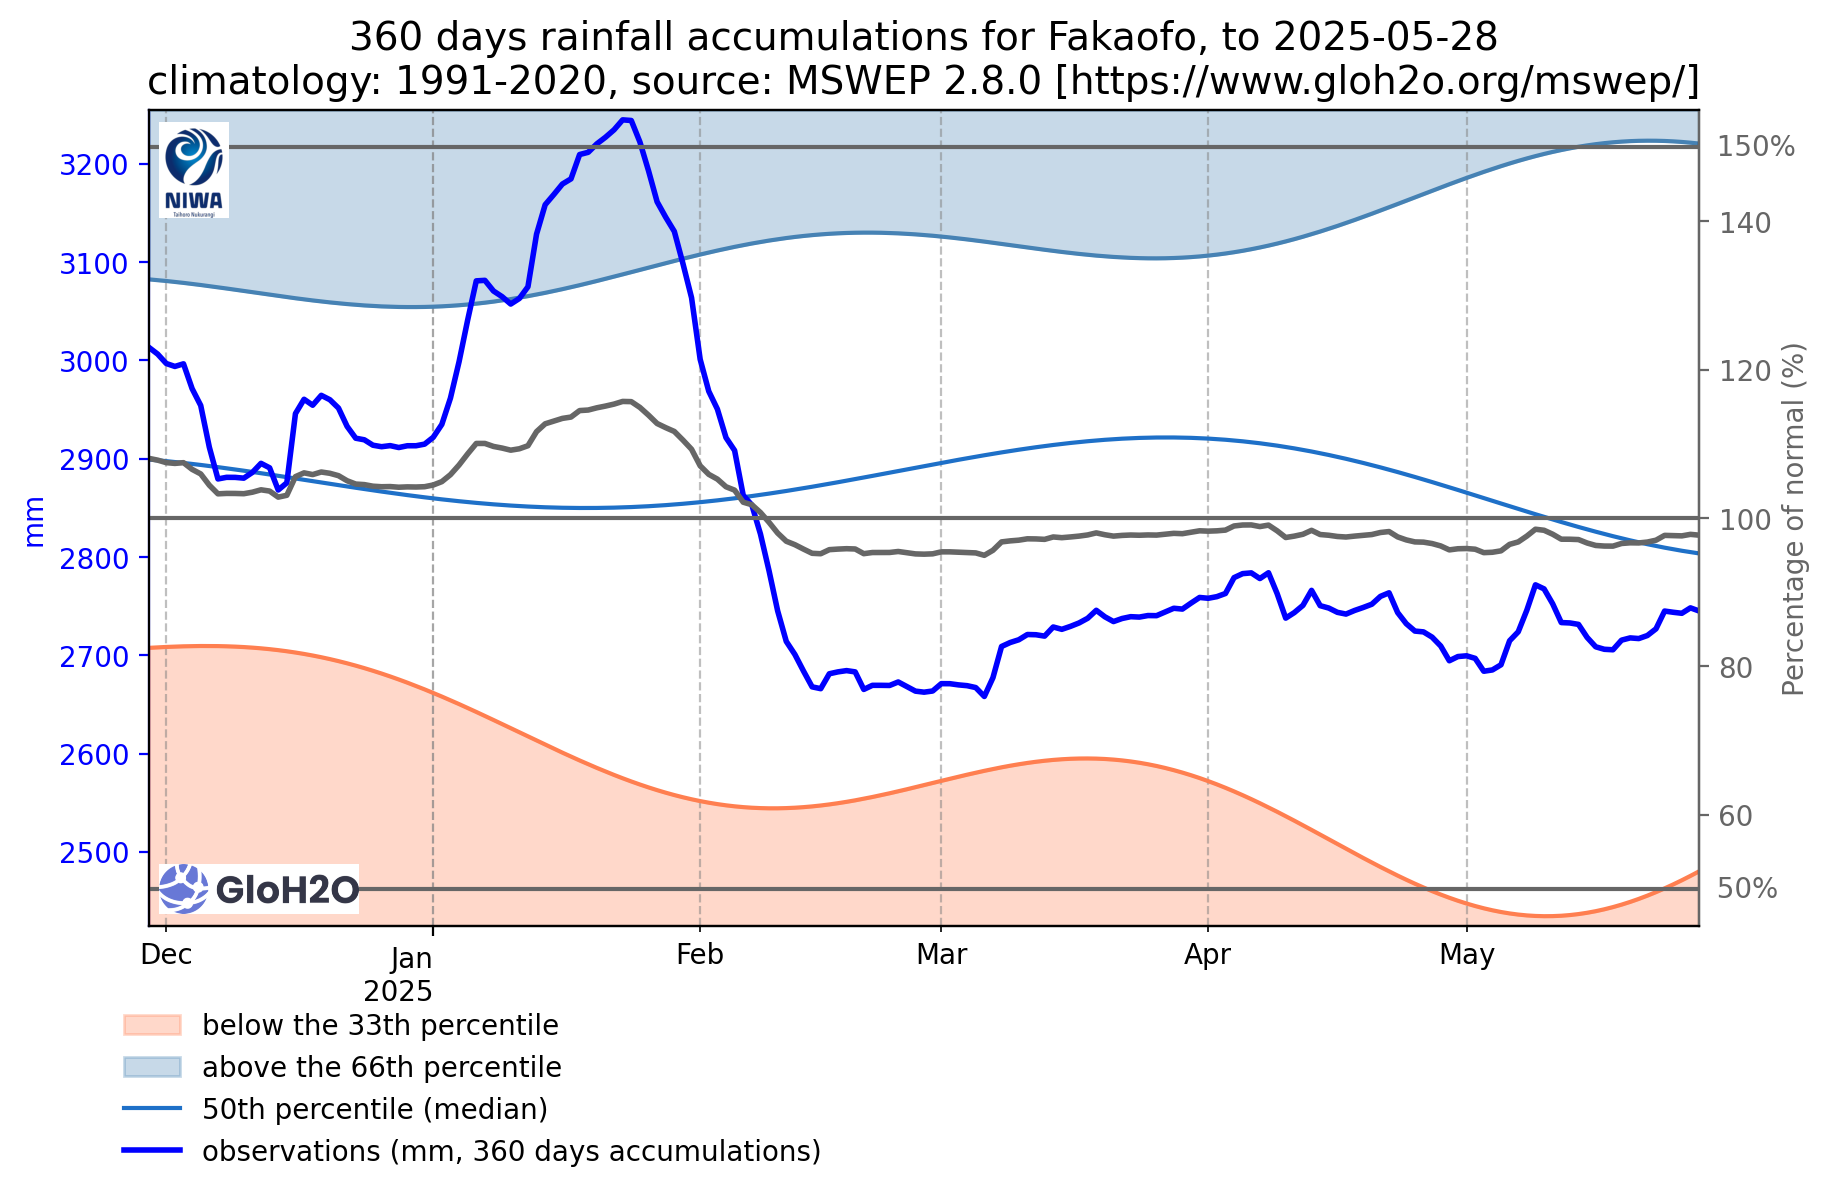 360 days rainfall accumulations for Fakaofo, to 2025-05-28
climatology: 1991-2020, source: MSWEP 2.8.0 [https://www.gloh2o.org/mswep/]
NIWA
Taihoro Nukurangi
3200
3100
3000
2900
2800
2700
2600
2500
mm
150%
140
120
100
80
60
50%
Percentage of normal (%)
GloH2O
Dec
Jan
2025
Feb
Mar
Apr
May
below the 33th percentile
above the 66th percentile
50th percentile (median)
observations (mm, 360 days accumulations)